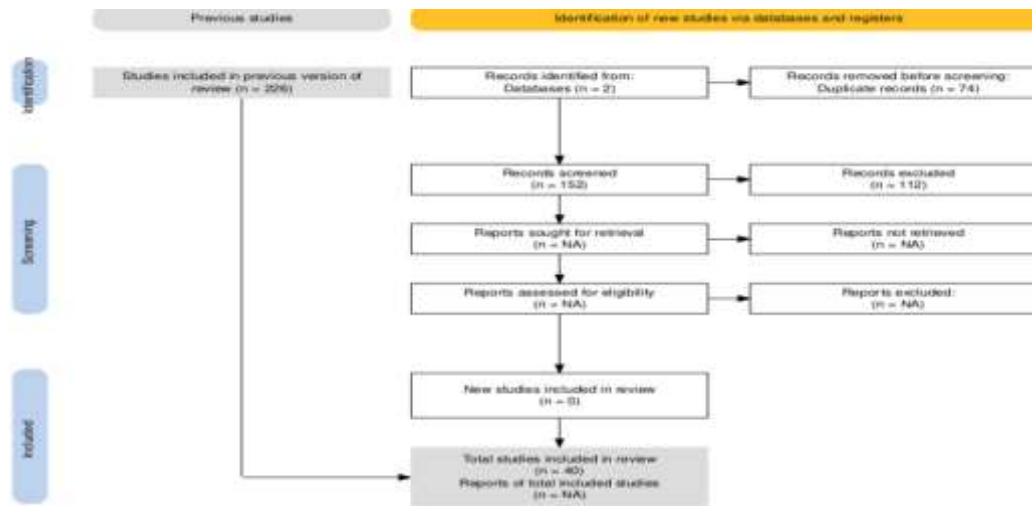 Previous studies
Identification of new studies via databases and registers
Identification
Studies included in previous version of
review (n = 226)
Records identified from:
Databases (n = 2)
Records removed before screening:
Duplicate records (n = 74)
Screening
Records screened
(n = 152)
Records excluded
(n = 112)
Reports sought for retrieval
(n = NA)
Reports not retrieved
(n = NA)
Reports assessed for eligibility
(n = NA)
Reports excluded:
(n = NA)
Included
New studies included in review
(n = 0)
Total studies included in review
(n = 40)
Reports of total included studies
(n = NA)